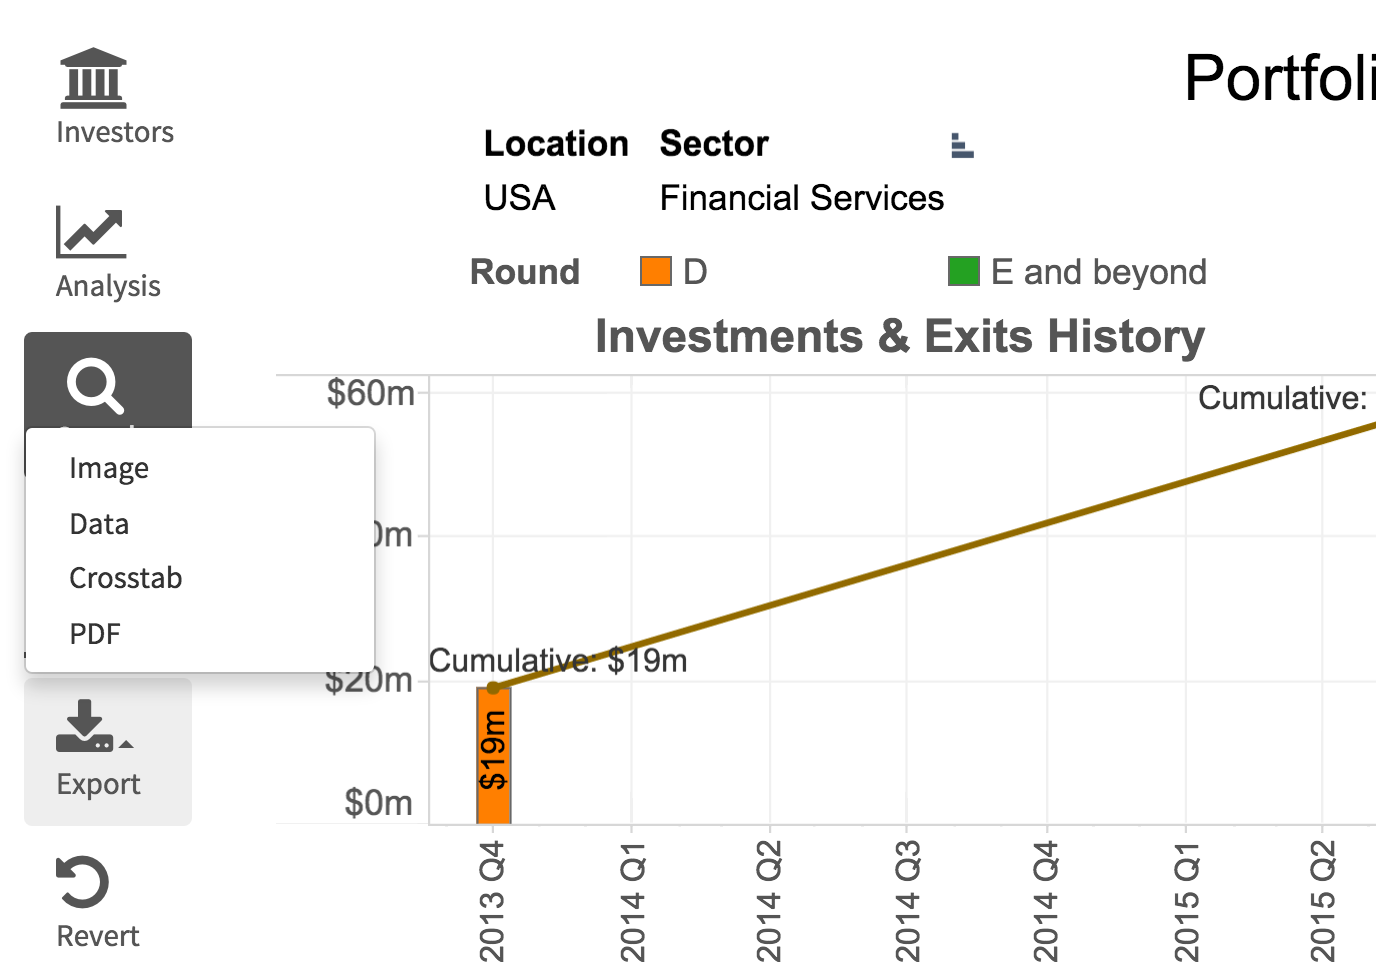 Investors
Analysis
Image
Data
Crosstab
PDF
Export
Revert
Portfoli
Location Sector
USA Financial Services
Round D E and beyond
Investments & Exits History
$60m
0m
$20m
$0m
Cumulative:
Cumulative: $19m
$19m
2013 Q4
2014 Q1
2014 Q2
2014 Q3
2014 Q4
2015 Q1
2015 Q2